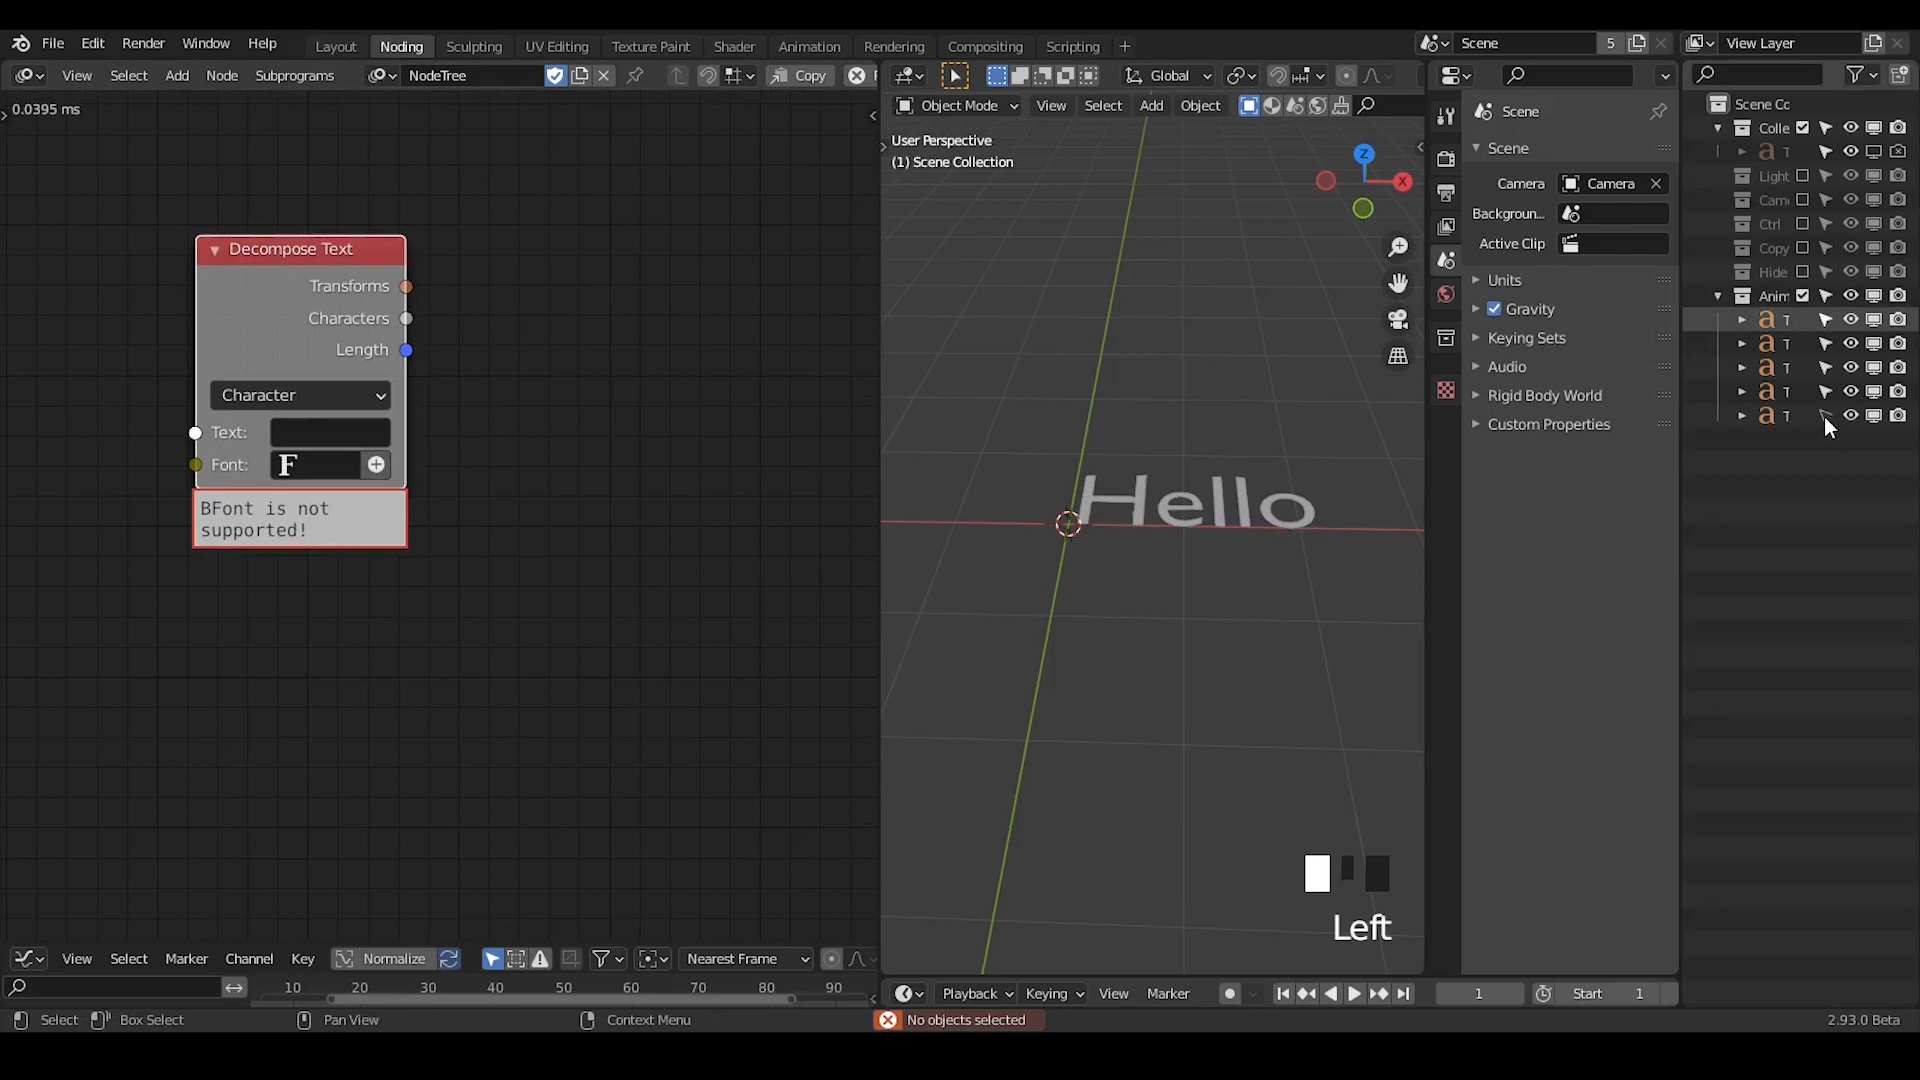 File Edit Render Window Help Layout Noding Sculpting UV Editing Texture Paint Shader Animation Rendering Compositing Scripting + Scene 5 View Layer
View Select Add Node Subprograms NodeTree Copy Global
Object Mode View Select Add Object
0.0395 ms
User Perspective
(1) Scene Collection
Z
X
Decompose Text
Transforms
Characters
Length
Character
Text:
Font: F
BFont is not
supported!
Hello
Left
Scene
Scene
Camera Camera
Backgroun...
Active Clip
Units
Gravity
Keying Sets
Audio
Rigid Body World
Custom Properties
Scene Cc
Colle
a T
Light
Cam
Ctrl
Copy
Hide
Anim
a T
a T
a T
a T
a T
View Select Marker Channel Key Normalize Nearest Frame
10 20 30 40 50 60 70 80 90
Playback Keying View Marker 1 Start 1
Select Box Select Pan View Context Menu No objects selected 2.93.0 Beta